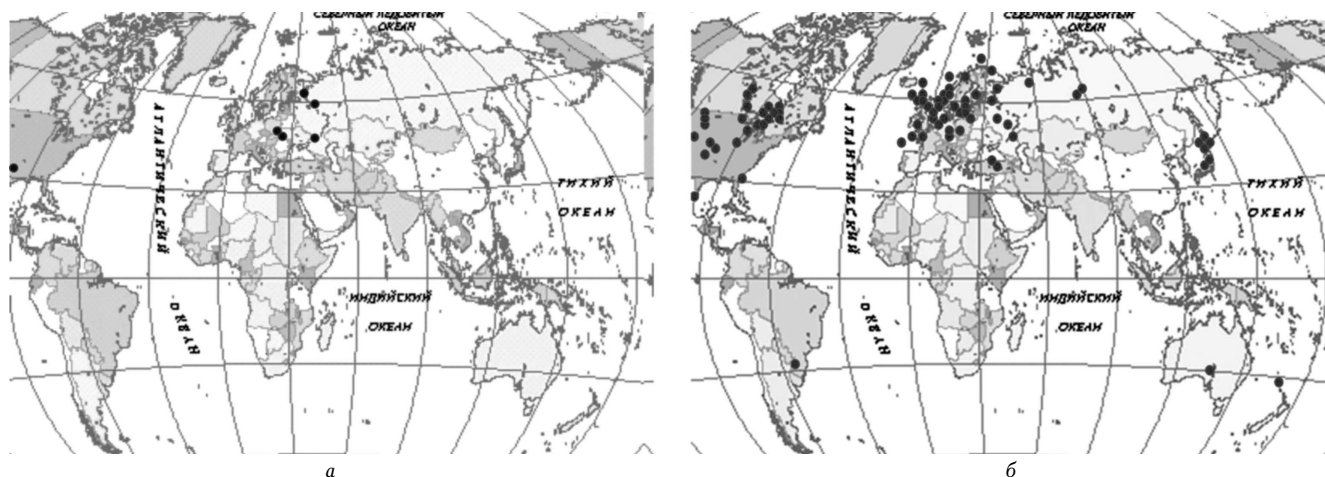 СЕВЕРНЫЙ ЛЕДОВИТЫЙ
ОКЕАН
АТЛАНТИЧЕСКИЙ
ОКЕАН
ТИХИЙ
ОКЕАН
ИНДИЙСКИЙ
ОКЕАН
а
СЕВЕРНЫЙ ЛЕДОВИТЫЙ
ОКЕАН
АТЛАНТИЧЕСКИЙ
ОКЕАН
ТИХИЙ
ОКЕАН
ИНДИЙСКИЙ
ОКЕАН
б